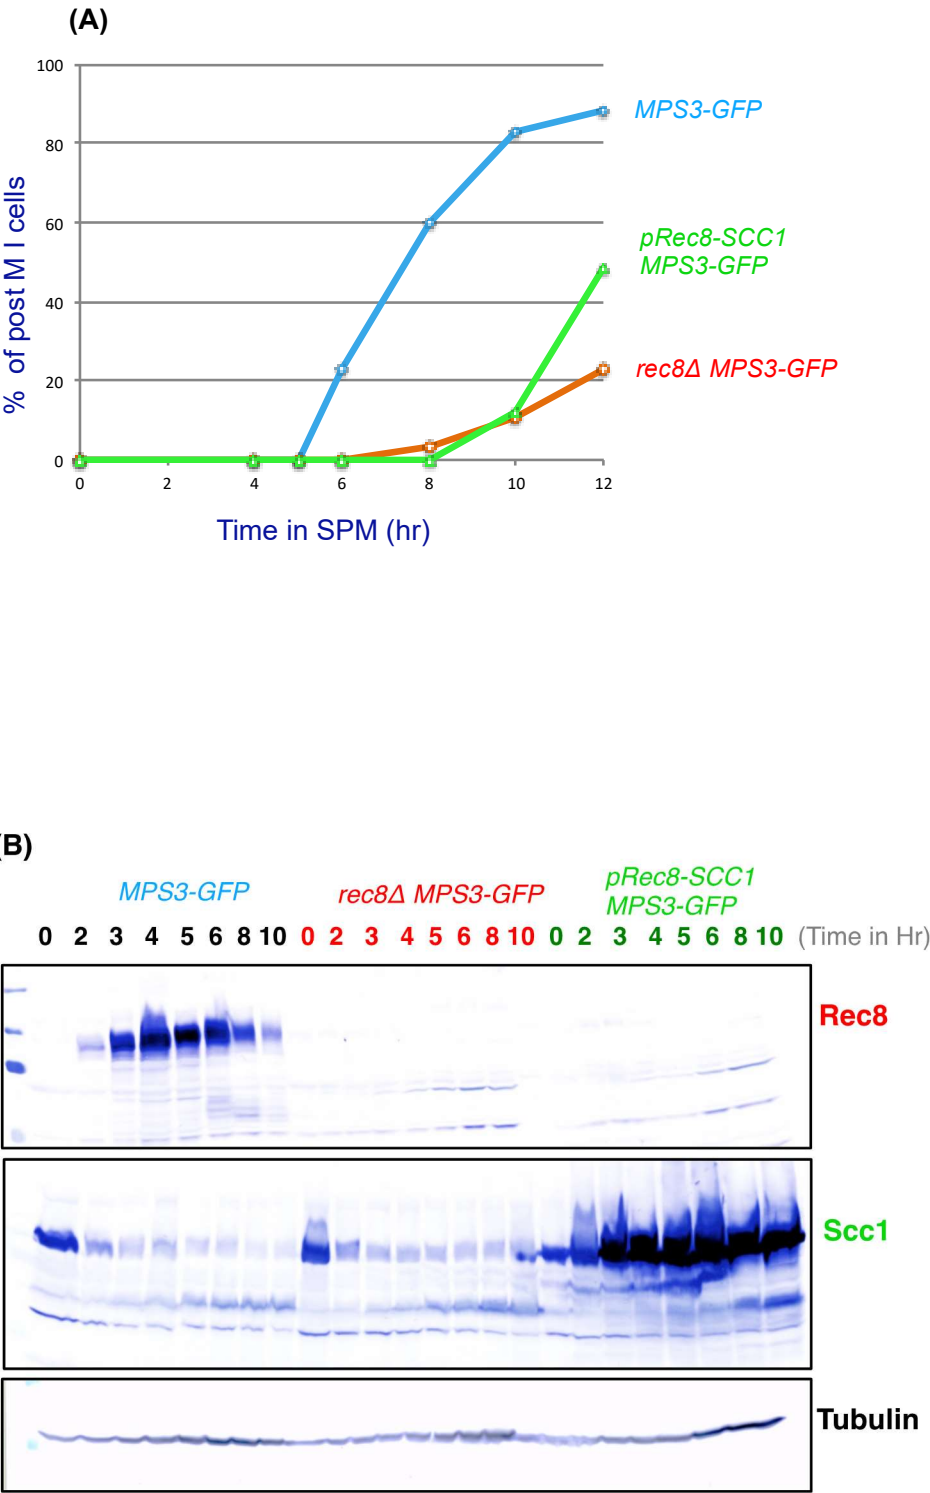 (A)
100
80
60
40
20
0
% of post M I cells
0 2 4 6 8 10 12
Time in SPM (hr)
MPS3-GFP
pRec8-SCC1
MPS3-GFP
rec8Δ MPS3-GFP
(B)
MPS3-GFP
rec8Δ MPS3-GFP
pRec8-SCC1
MPS3-GFP
0 2 3 4 5 6 8 10 0 2 3 4 5 6 8 10 0 2 3 4 5 6 8 10 (Time in Hr)
Rec8
Scc1
Tubulin